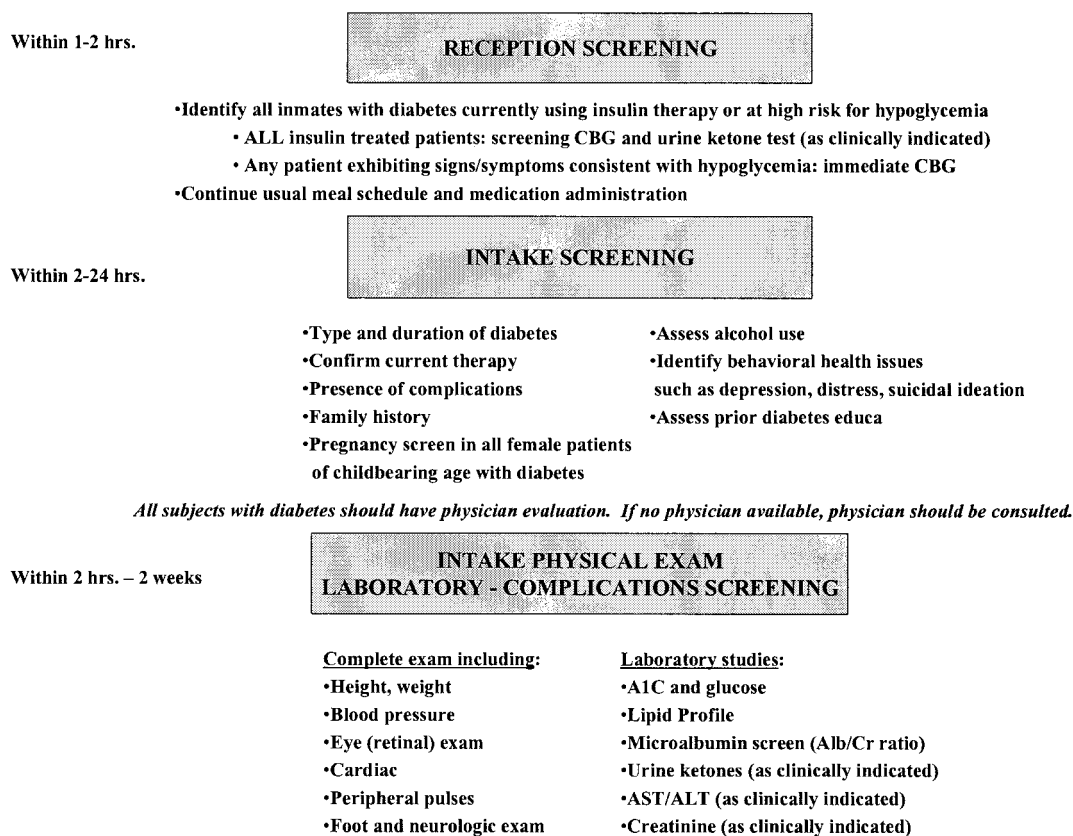 Within 1-2 hrs.
RECEPTION SCREENING
•Identify all inmates with diabetes currently using insulin therapy or at high risk for hypoglycemia
• ALL insulin treated patients: screening CBG and urine ketone test (as clinically indicated)
• Any patient exhibiting signs/symptoms consistent with hypoglycemia: immediate CBG
•Continue usual meal schedule and medication administration
Within 2-24 hrs.
INTAKE SCREENING
•Type and duration of diabetes
•Confirm current therapy
•Presence of complications
•Family history
•Pregnancy screen in all female patients
of childbearing age with diabetes
•Assess alcohol use
•Identify behavioral health issues
such as depression, distress, suicidal ideation
•Assess prior diabetes educa
All subjects with diabetes should have physician evaluation. If no physician available, physician should be consulted.
Within 2 hrs. – 2 weeks
INTAKE PHYSICAL EXAM
LABORATORY - COMPLICATIONS SCREENING
Complete exam including:
•Height, weight
•Blood pressure
•Eye (retinal) exam
•Cardiac
•Peripheral pulses
•Foot and neurologic exam
Laboratory studies:
•A1C and glucose
•Lipid Profile
•Microalbumin screen (Alb/Cr ratio)
•Urine ketones (as clinically indicated)
•AST/ALT (as clinically indicated)
•Creatinine (as clinically indicated)